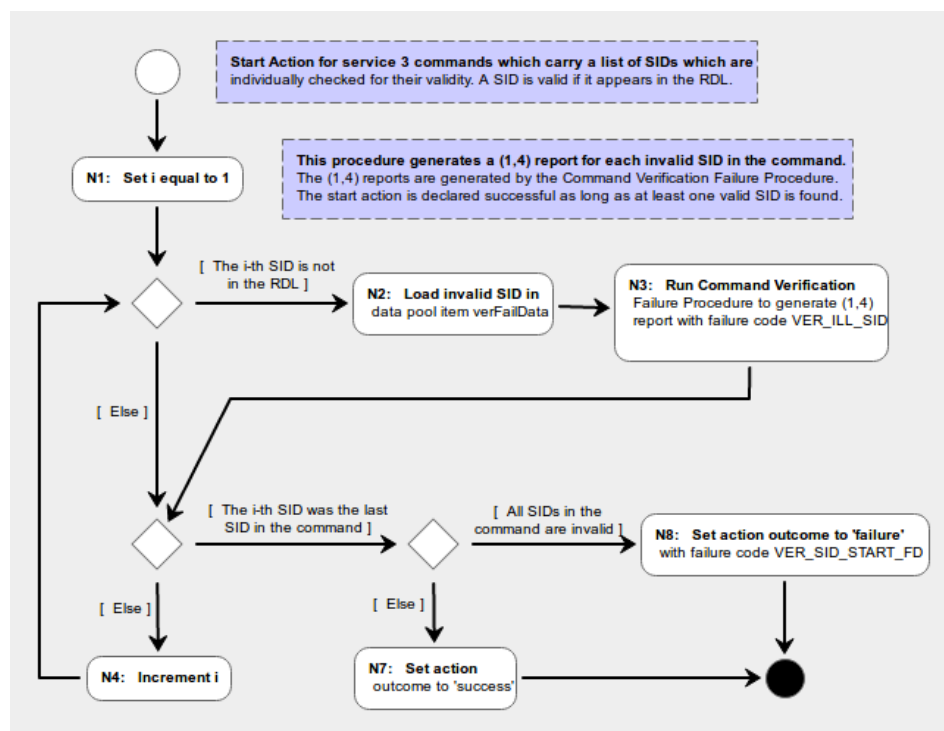 Start Action for service 3 commands which carry a list of SIDs which are
individually checked for their validity. A SID is valid if it appears in the RDL.
This procedure generates a (1,4) report for each invalid SID in the command.
The (1,4) reports are generated by the Command Verification Failure Procedure.
The start action is declared successful as long as at least one valid SID is found.
N1: Set i equal to 1
[ The i-th SID is not
in the RDL ]
N2: Load invalid SID in
data pool item verFailData
N3: Run Command Verification
Failure Procedure to generate (1,4)
report with failure code VER_ILL_SID
[ Else ]
[ The i-th SID was the last
SID in the command ]
[ All SIDs in the
command are invalid ]
N8: Set action outcome to 'failure'
with failure code VER_SID_START_FD
[ Else ]
[ Else ]
N4: Increment i
N7: Set action
outcome to 'success'